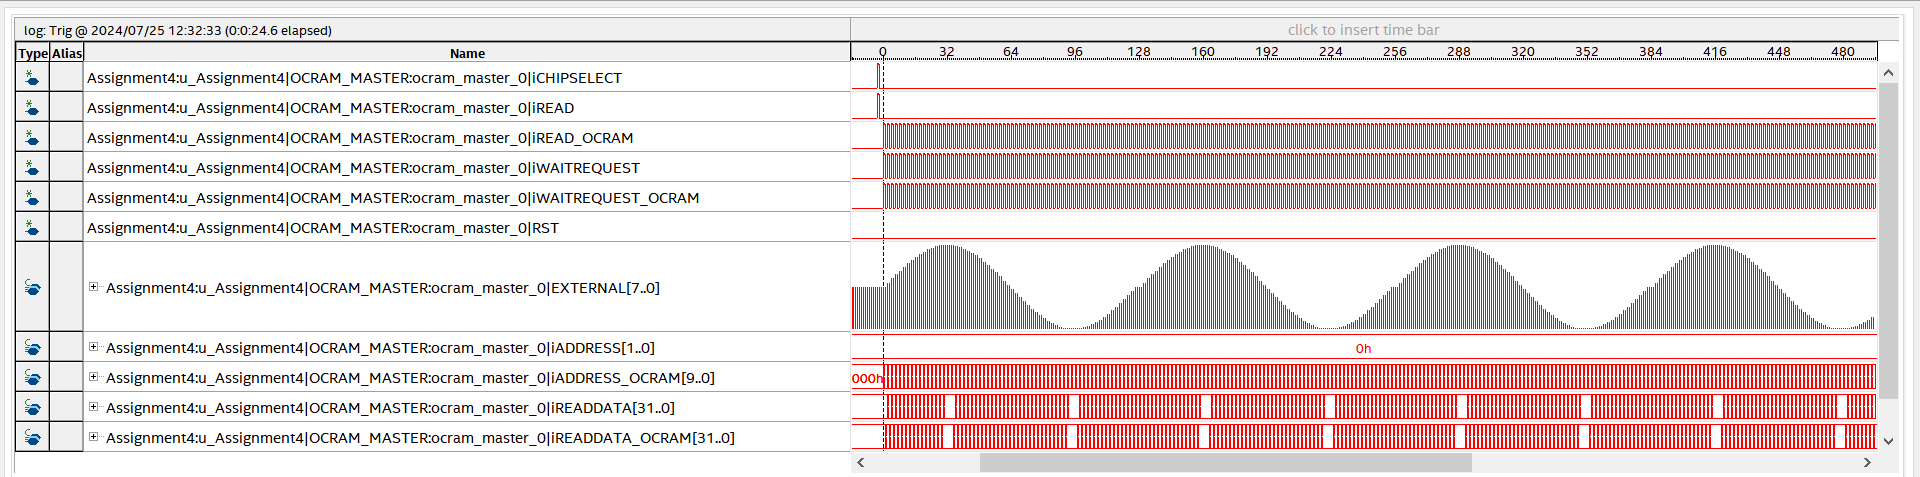 log: Trig @ 2024/07/25 12:32:33 (0:0:24.6 elapsed)
click to insert time bar
Type Alias Name
0 32 64 96 128 160 192 224 256 288 320 352 384 416 448 480
Assignment4:u_Assignment4|OCRAM_MASTER:ocram_master_0|iCHIPSELECT
Assignment4:u_Assignment4|OCRAM_MASTER:ocram_master_0|iREAD
Assignment4:u_Assignment4|OCRAM_MASTER:ocram_master_0|iREAD_OCRAM
Assignment4:u_Assignment4|OCRAM_MASTER:ocram_master_0|iWAITREQUEST
Assignment4:u_Assignment4|OCRAM_MASTER:ocram_master_0|iWAITREQUEST_OCRAM
Assignment4:u_Assignment4|OCRAM_MASTER:ocram_master_0|RST
Assignment4:u_Assignment4|OCRAM_MASTER:ocram_master_0|EXTERNAL[7..0]
Assignment4:u_Assignment4|OCRAM_MASTER:ocram_master_0|iADDRESS[1..0]
0h
Assignment4:u_Assignment4|OCRAM_MASTER:ocram_master_0|iADDRESS_OCRAM[9..0]
000h
Assignment4:u_Assignment4|OCRAM_MASTER:ocram_master_0|iREADDATA[31..0]
Assignment4:u_Assignment4|OCRAM_MASTER:ocram_master_0|iREADDATA_OCRAM[31..0]